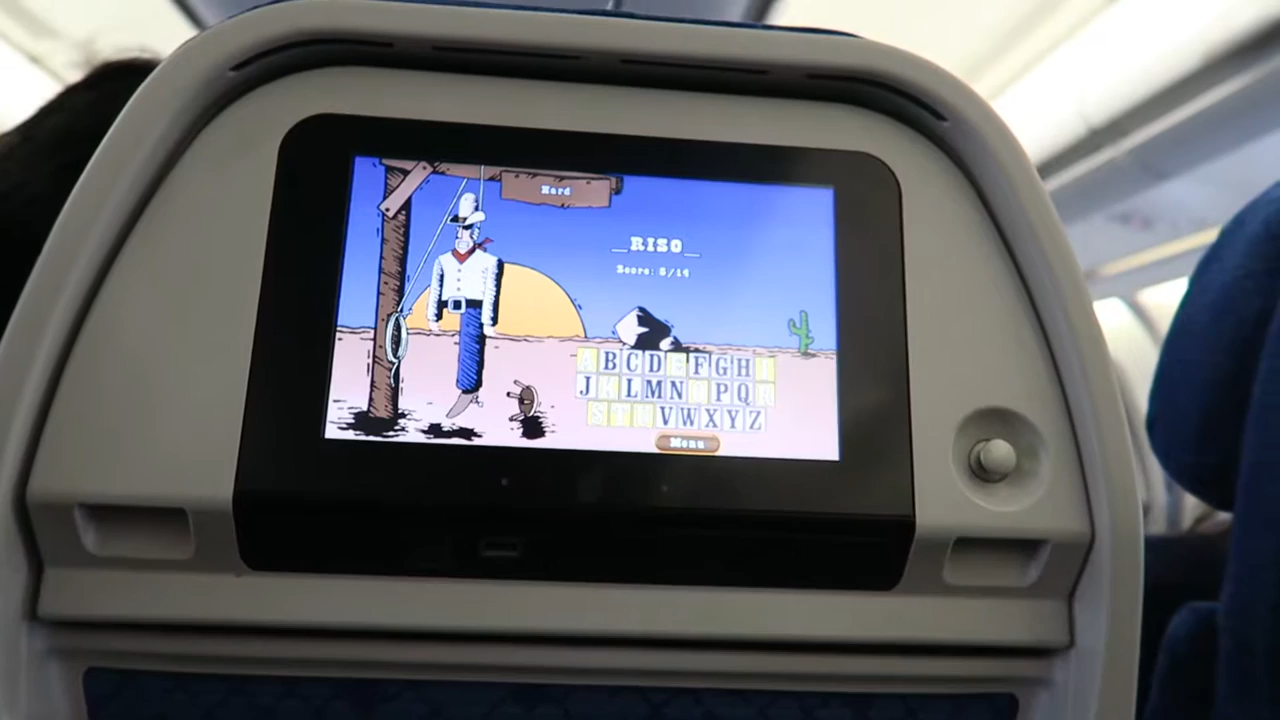 Hard
_RISO_
Score: 5/14
ABCDEFGHI
JKLMNOPQR
STUVWXYZ
Menu